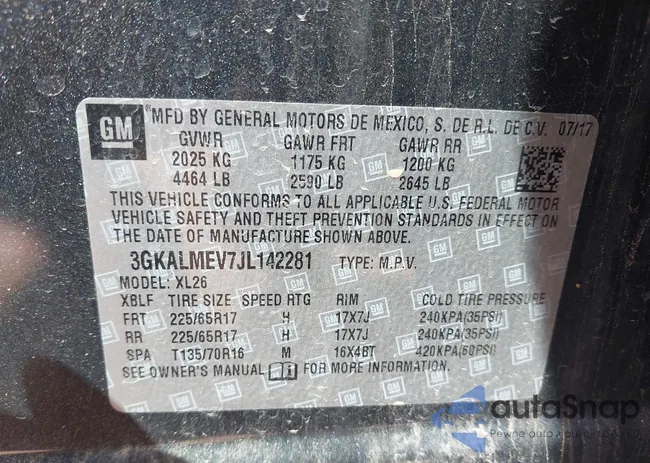 GM
® MFD BY GENERAL MOTORS DE MEXICO, S. DE R.L. DE C.V. 07/17
GVWR GAWR FRT GAWR RR
2025 KG 1175 KG 1200 KG
4464 LB 2590 LB 2645 LB
THIS VEHICLE CONFORMS TO ALL APPLICABLE U.S. FEDERAL MOTOR
VEHICLE SAFETY AND THEFT PREVENTION STANDARDS IN EFFECT ON
THE DATE OF MANUFACTURE SHOWN ABOVE.
3GKALMEV7JL142281 TYPE: M.P.V.
MODEL: XL26
XBLF TIRE SIZE SPEED RTG RIM COLD TIRE PRESSURE
FRT 225/65R17 H 17X7J 240KPA(35PSI)
RR 225/65R17 H 17X7J 240KPA(35PSI)
SPA T135/70R16 M 16X4BT 420KPA(60PSI)
SEE OWNER'S MANUAL FOR MORE INFORMATION.
autoSnap
Pewne auto z